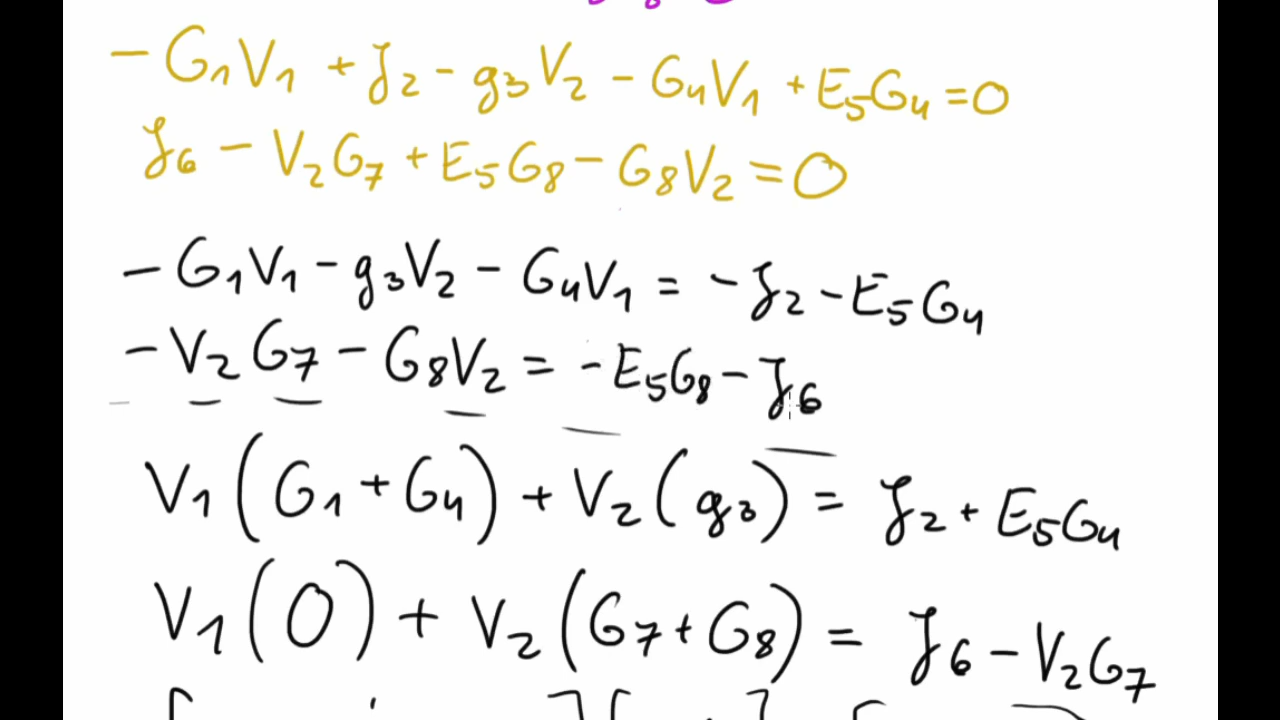 - G₁V₁ + J₂ - g₃V₂ - G₄V₁ + E₅G₄ = 0
J₆ - V₂G₇ + E₅G₈ - G₈V₂ = 0
- G₁V₁ - g₃V₂ - G₄V₁ = - J₂ - E₅G₄
- V₂G₇ - G₈V₂ = - E₅G₈ - J₆
V₁(G₁ + G₄) + V₂(g₃) = J₂ + E₅G₄
V₁(0) + V₂(G₇ + G₈) = J₆ - V₂G₇